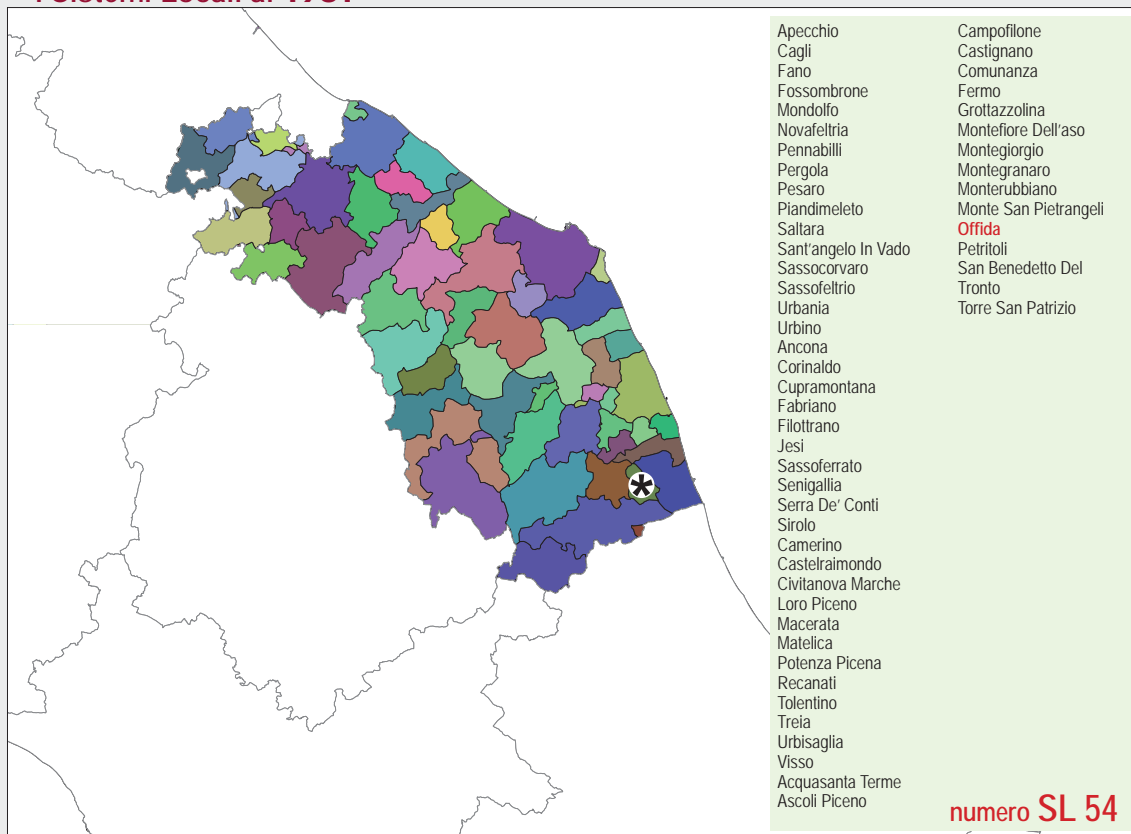 Sistemi Locali al
Apecchio
Cagli
Fano
Fossombrone
Mondolfo
Novafeltria
Pennabilli
Pergola
Pesaro
Piandimeleto
Saltara
Sant'angelo In Vado
Sassocorvaro
Sassofeltrio
Urbania
Urbino
Ancona
Corinaldo
Cupramontana
Fabriano
Filottrano
Jesi
Sassoferrato
Senigallia
Serra De' Conti
Sirolo
Camerino
Castelraimondo
Civitanova Marche
Loro Piceno
Macerata
Matelica
Potenza Picena
Recanati
Tolentino
Treia
Urbisaglia
Visso
Acquasanta Terme
Ascoli Piceno
Campofilone
Castignano
Comunanza
Fermo
Grottazzolina
Montefiore Dell'aso
Montegiorgio
Montegranaro
Monterubbiano
Monte San Pietrangeli
Offida
Petritoli
San Benedetto Del
Tronto
Torre San Patrizio
numero SL 54